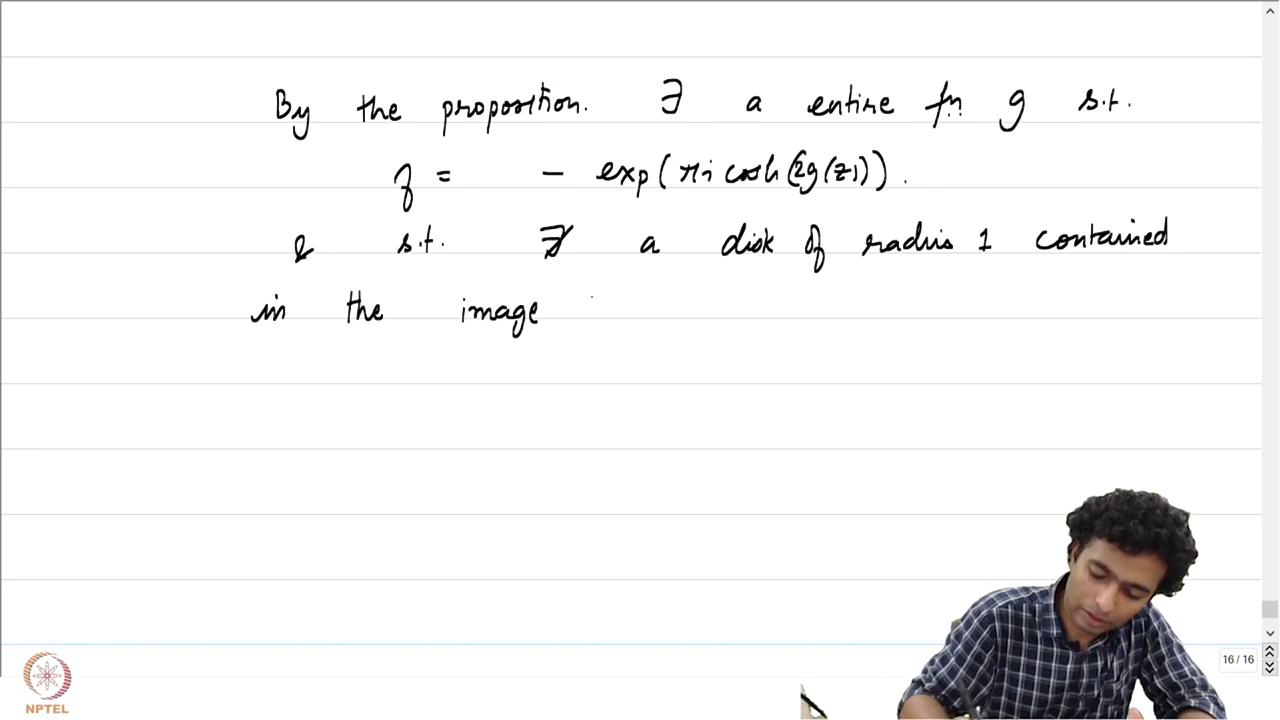 By the proposition. ∃ a entire fn. g s.t.
f = - exp(πi cosh(2g(z))).
& s.t. ∄ a disk of radius 1 contained
in the image
16 / 16
NPTEL